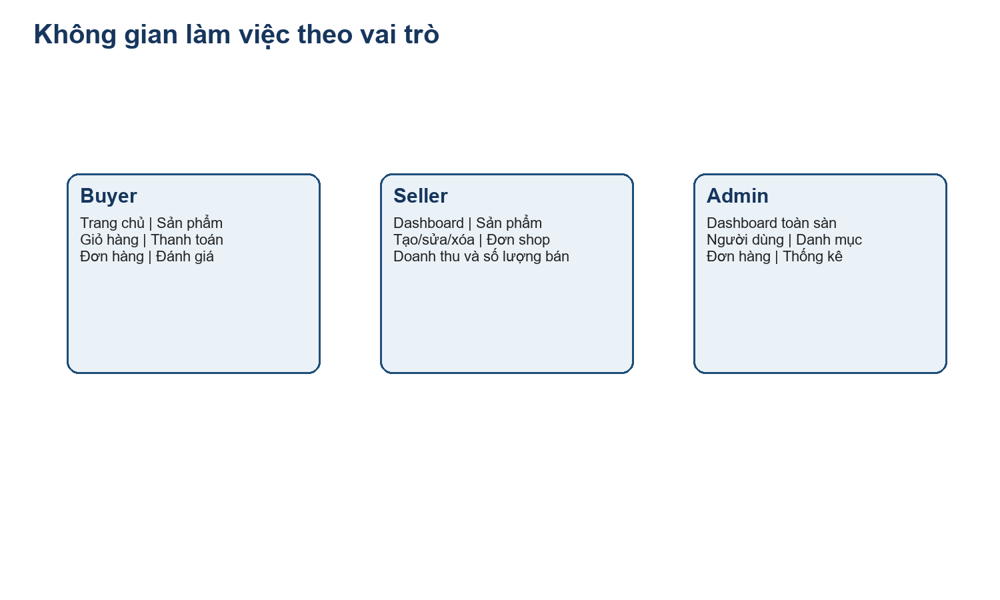 Không gian làm việc theo vai trò
Buyer
Trang chủ | Sản phẩm
Giỏ hàng | Thanh toán
Đơn hàng | Đánh giá
Seller
Dashboard | Sản phẩm
Tạo/sửa/xóa | Đơn shop
Doanh thu và số lượng bán
Admin
Dashboard toàn sàn
Người dùng | Danh mục
Đơn hàng | Thống kê